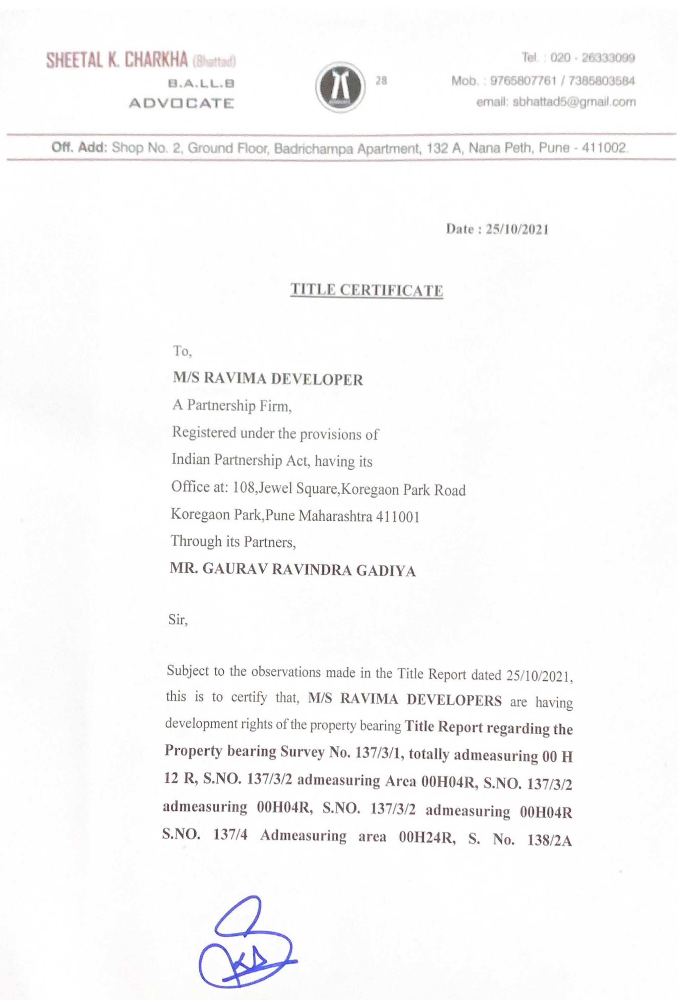 SHEETAL K. CHARKHA (Bhattad)
B.A.LL.B
ADVOCATE
28
Tel. : 020 - 26333099
Mob. : 9765807761 / 7385803584
email: sbhattad5@gmail.com
Off. Add: Shop No. 2, Ground Floor, Badrichampa Apartment, 132 A, Nana Peth, Pune - 411002.
Date : 25/10/2021
TITLE CERTIFICATE
To,
M/S RAVIMA DEVELOPER
A Partnership Firm,
Registered under the provisions of
Indian Partnership Act, having its
Office at: 108,Jewel Square,Koregaon Park Road
Koregaon Park,Pune Maharashtra 411001
Through its Partners,
MR. GAURAV RAVINDRA GADIYA
Sir,
Subject to the observations made in the Title Report dated 25/10/2021,
this is to certify that, M/S RAVIMA DEVELOPERS are having
development rights of the property bearing Title Report regarding the
Property bearing Survey No. 137/3/1, totally admeasuring 00 H
12 R, S.NO. 137/3/2 admeasuring Area 00H04R, S.NO. 137/3/2
admeasuring 00H04R, S.NO. 137/3/2 admeasuring 00H04R
S.NO. 137/4 Admeasuring area 00H24R, S. No. 138/2A